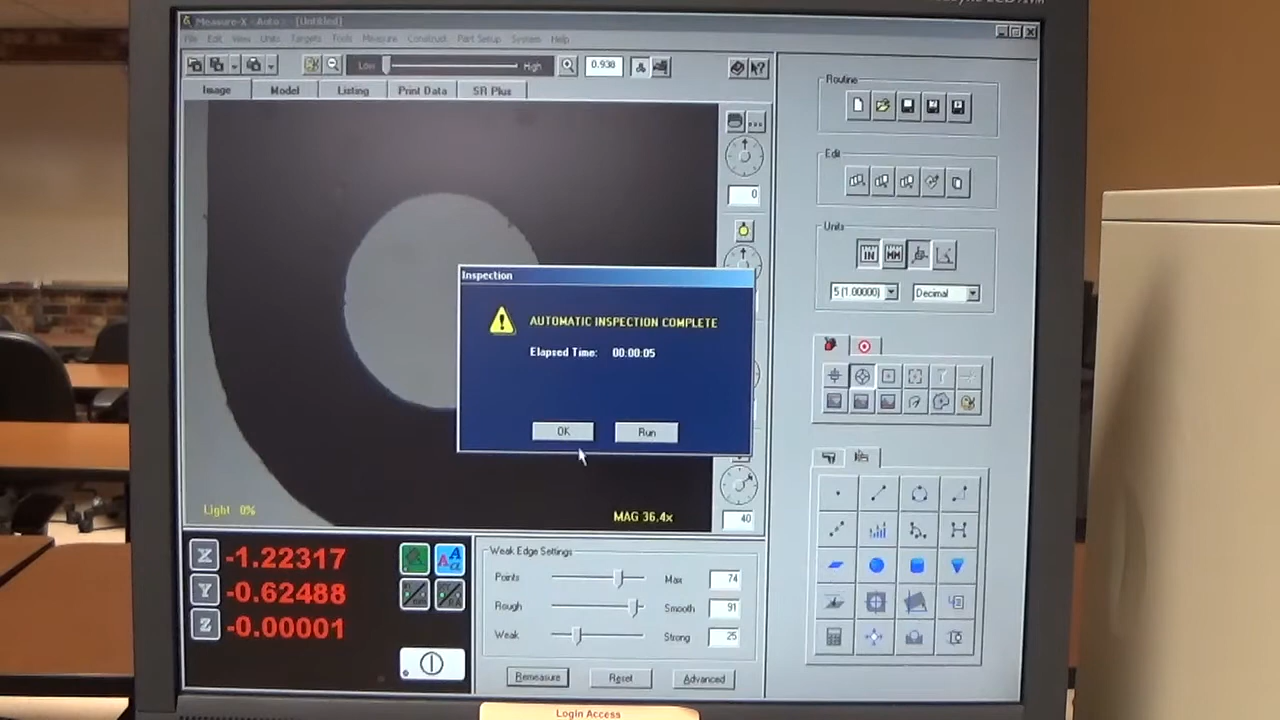 Measure-X - Auto : [Untitled]
File Edit View Units Targets Tools Measure Construct Part Setup System Help
Low High 0.938
Image Model Listing Print Data SR Plus
Routine
Edit
0
Units
IN MM
5 (1.00000) Decimal
Inspection
AUTOMATIC INSPECTION COMPLETE
Elapsed Time: 00:00:05
OK Run
Light 0%
MAG 36.4x
40
X -1.22317
Y -0.62488
Z -0.00001
Weak Edge Settings
Points Max 74
Rough Smooth 91
Weak Strong 25
Remeasure Reset Advanced
Login Access